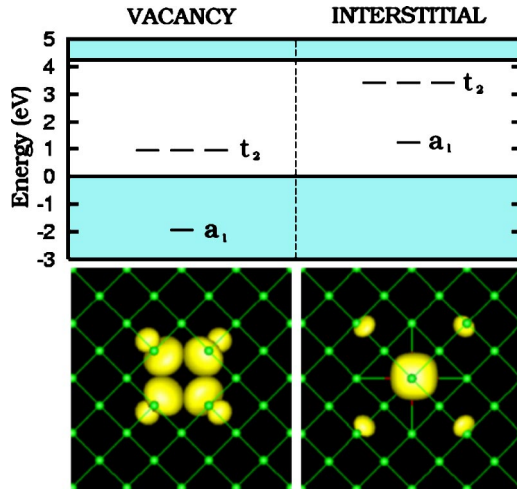 VACANCY
INTERSTITIAL
Energy (eV)
5
4
3
2
1
0
-1
-2
-3
t₂
a₁
t₂
a₁